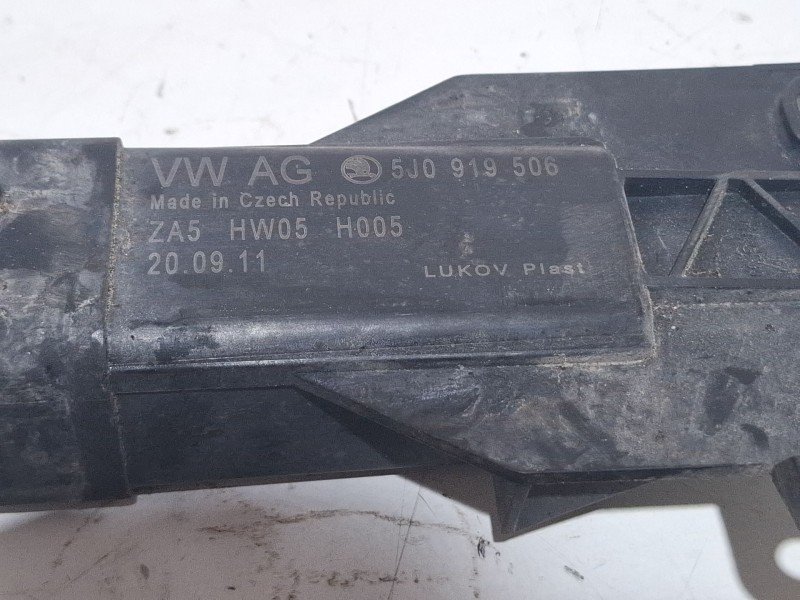 VW AG 5J0 919 506
Made in Czech Republic
ZA5 HW05 H005
20.09.11
LUKOV Plast